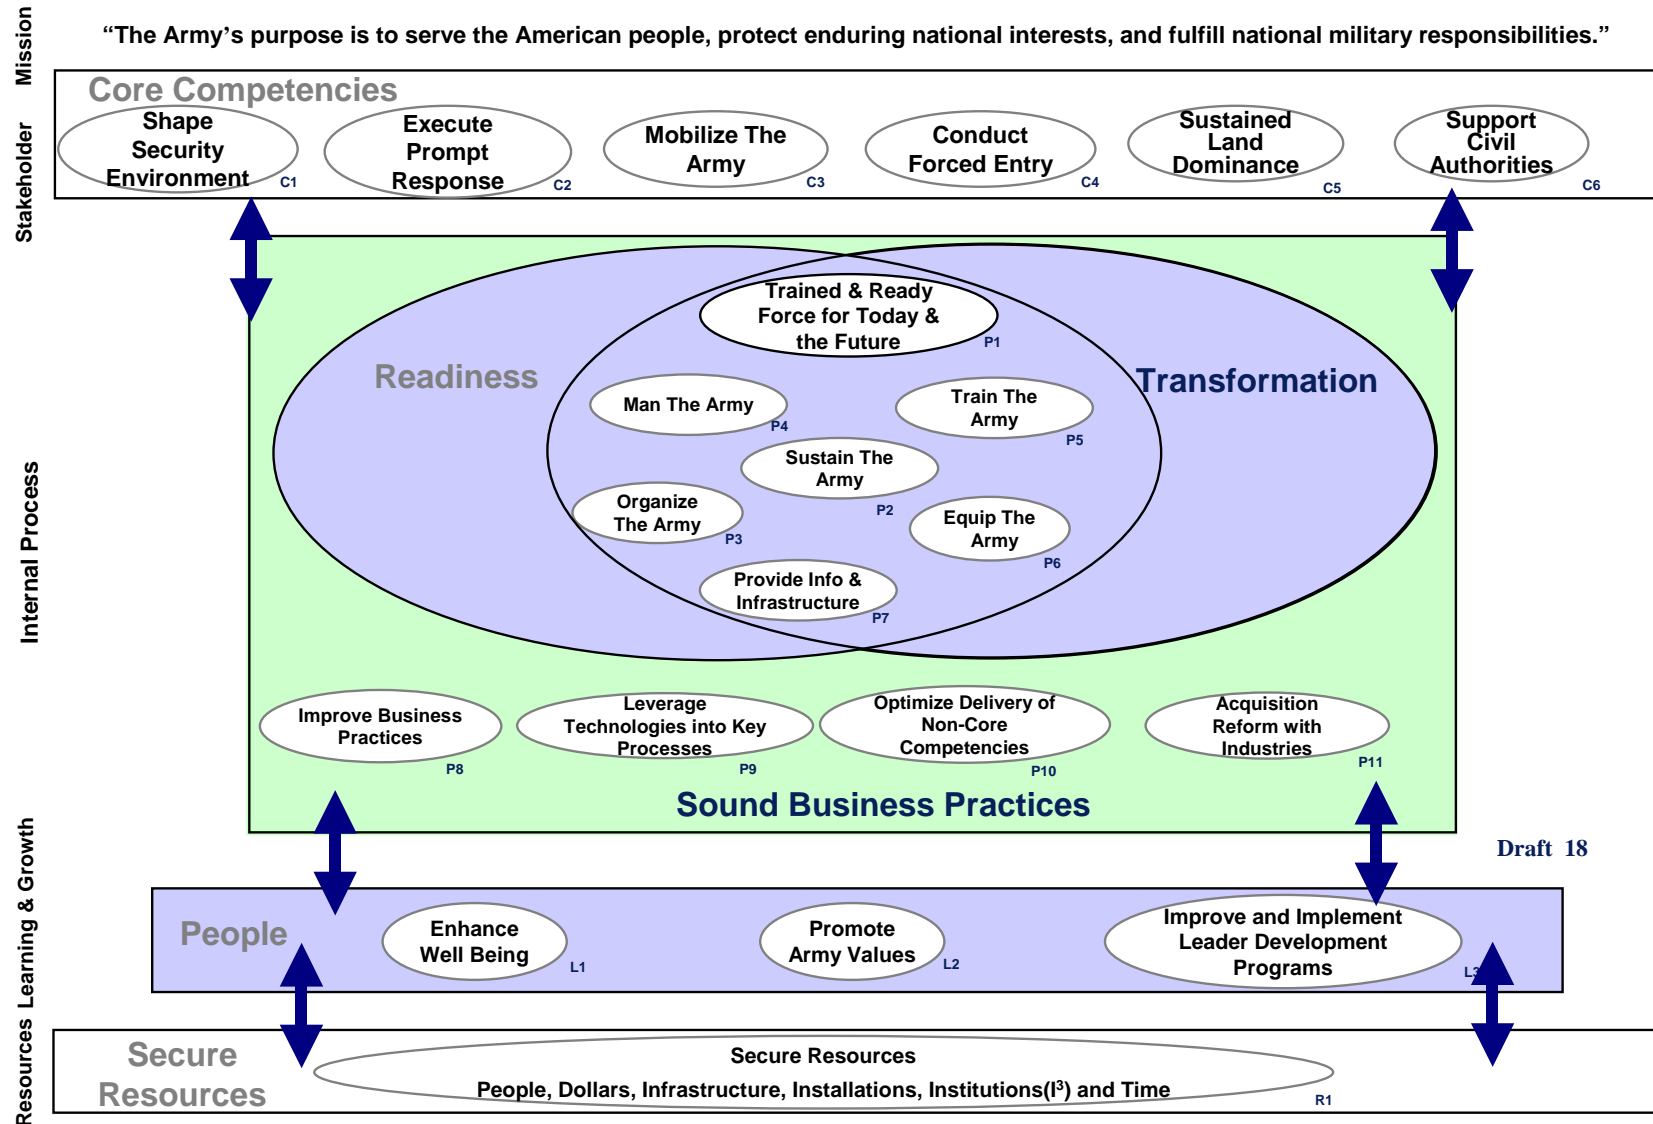 Mission
“The Army’s purpose is to serve the American people, protect enduring national interests, and fulfill national military responsibilities.”
Stakeholder
Core Competencies
Shape
Security
Environment
C1
Execute
Prompt
Response
C2
Mobilize The
Army
C3
Conduct
Forced Entry
C4
Sustained
Land
Dominance
C5
Support
Civil
Authorities
C6
Internal Process
Readiness
Transformation
Trained & Ready
Force for Today &
the Future
P1
Man The Army
P4
Train The
Army
P5
Sustain The
Army
P2
Organize
The Army
P3
Equip The
Army
P6
Provide Info &
Infrastructure
P7
Improve Business
Practices
P8
Leverage
Technologies into Key
Processes
P9
Optimize Delivery of
Non-Core
Competencies
P10
Acquisition
Reform with
Industries
P11
Sound Business Practices
Draft 18
Learning & Growth
People
Enhance
Well Being
L1
Promote
Army Values
L2
Improve and Implement
Leader Development
Programs
L3
Resources
Secure
Resources
Secure Resources
People, Dollars, Infrastructure, Installations, Institutions(I³) and Time
R1